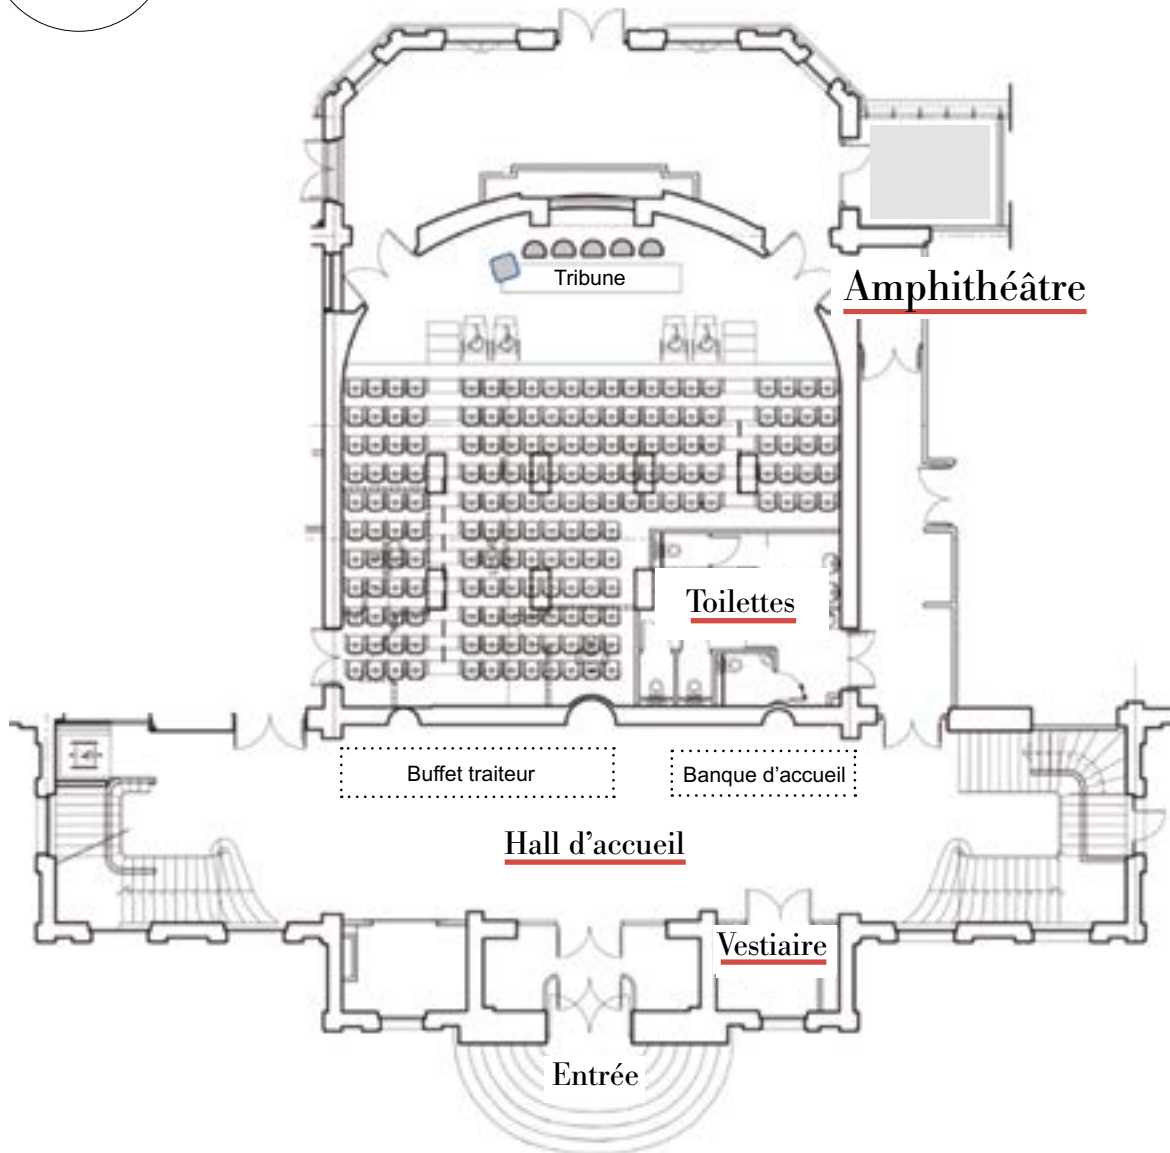 Tribune
Amphithéâtre
Toilettes
Buffet traiteur
Banque d’accueil
Hall d’accueil
Vestiaire
Entrée